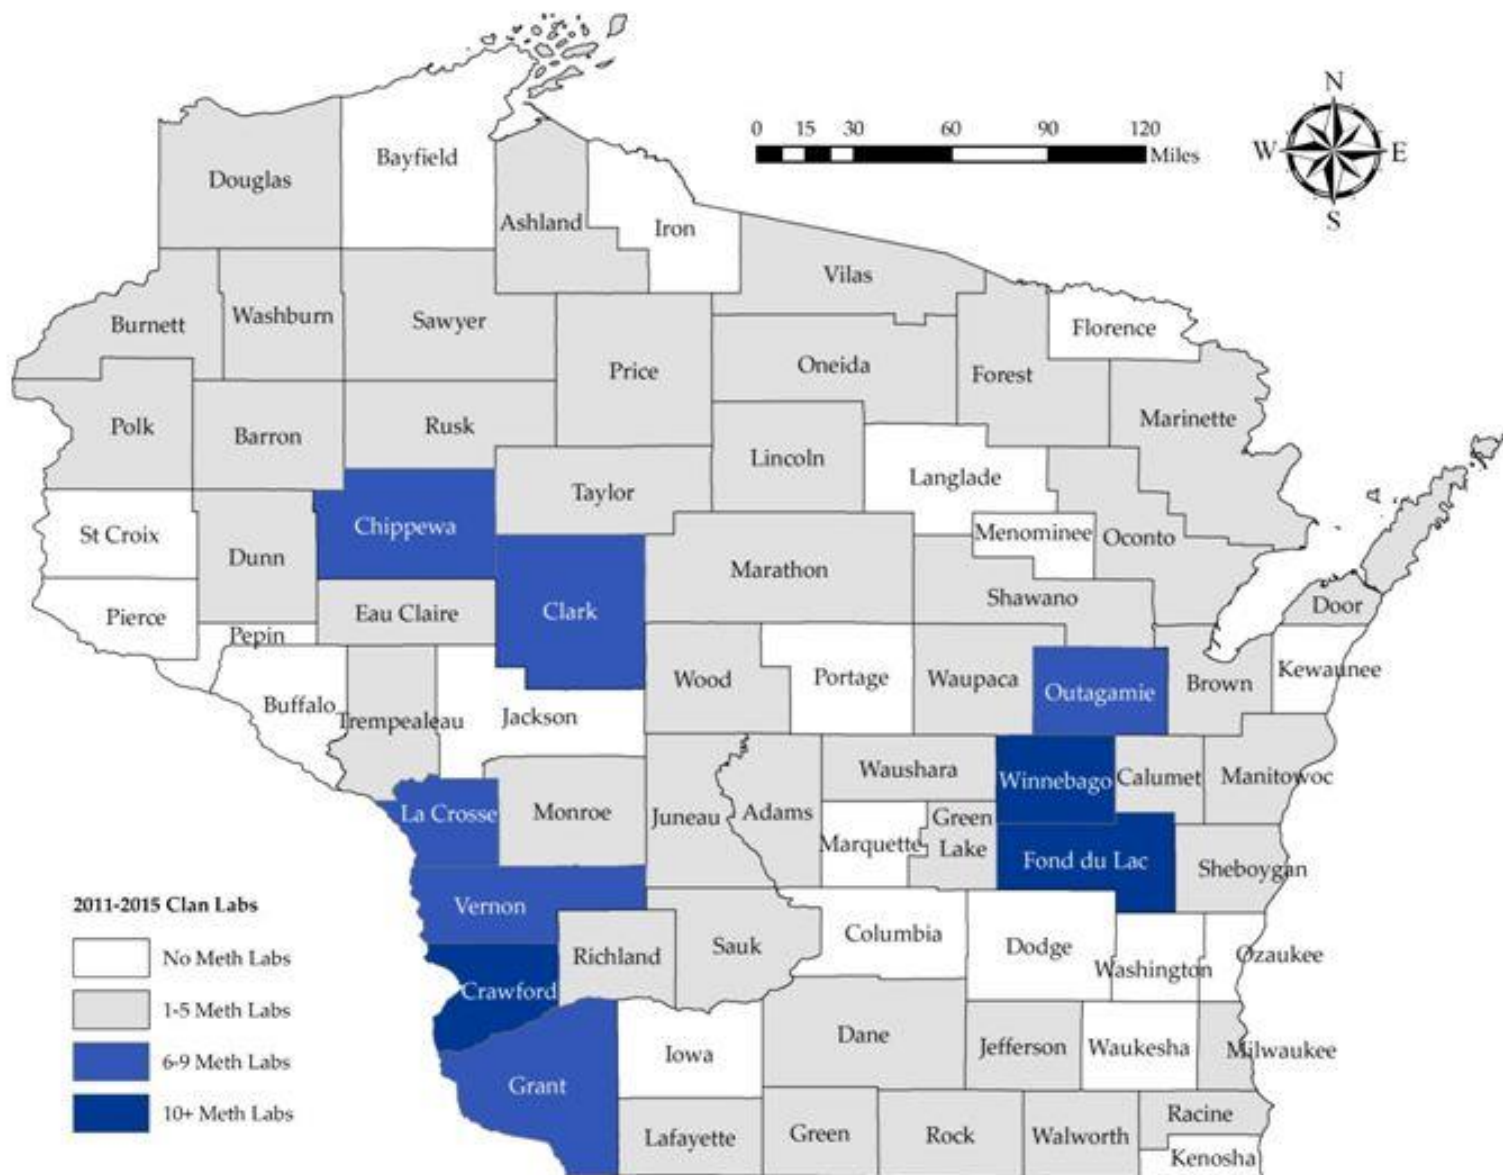 N
0 15 30 60 90 120
Miles
W E
S
Bayfield
Douglas
Ashland
Iron
Vilas
Burnett
Washburn
Sawyer
Florence
Price
Oneida
Forest
Marinette
Polk
Barron
Rusk
Lincoln
Langlade
Taylor
Chippewa
St Croix
Menominee
Oconto
Dunn
Marathon
Shawano
Door
Pierce
Eau Claire
Clark
Pepin
Wood
Portage
Waupaca
Outagamie
Brown
Kewaunee
Buffalo
Trempealeau
Jackson
Waushara
Winnebago
Calumet
Manitowoc
La Crosse
Monroe
Juneau
Adams
Marquette
Green
Lake
Fond du Lac
Sheboygan
2011-2015 Clan Labs
Vernon
No Meth Labs
Richland
Sauk
Columbia
Dodge
Washington
Ozaukee
Crawford
1-5 Meth Labs
Dane
Jefferson
Waukesha
Milwaukee
Iowa
6-9 Meth Labs
Grant
10+ Meth Labs
Lafayette
Green
Rock
Walworth
Racine
Kenosha